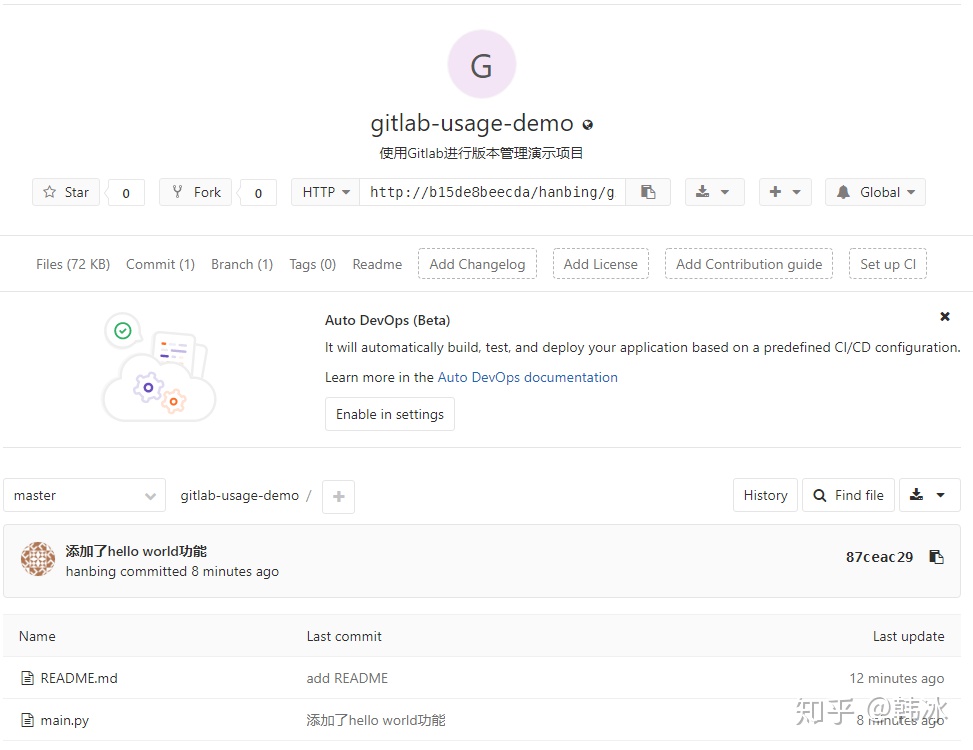 G
gitlab-usage-demo
使用Gitlab进行版本管理演示项目
Star 0 Fork 0 HTTP http://b15de8beecda/hanbing/g Global
Files (72 KB) Commit (1) Branch (1) Tags (0) Readme Add Changelog Add License Add Contribution guide Set up CI
Auto DevOps (Beta)
It will automatically build, test, and deploy your application based on a predefined CI/CD configuration.
Learn more in the Auto DevOps documentation
Enable in settings
master gitlab-usage-demo / + History Find file
添加了hello world功能
hanbing committed 8 minutes ago 87ceac29
Name Last commit Last update
README.md add README 12 minutes ago
main.py 添加了hello world功能 8 minutes ago
知乎 @韩冰